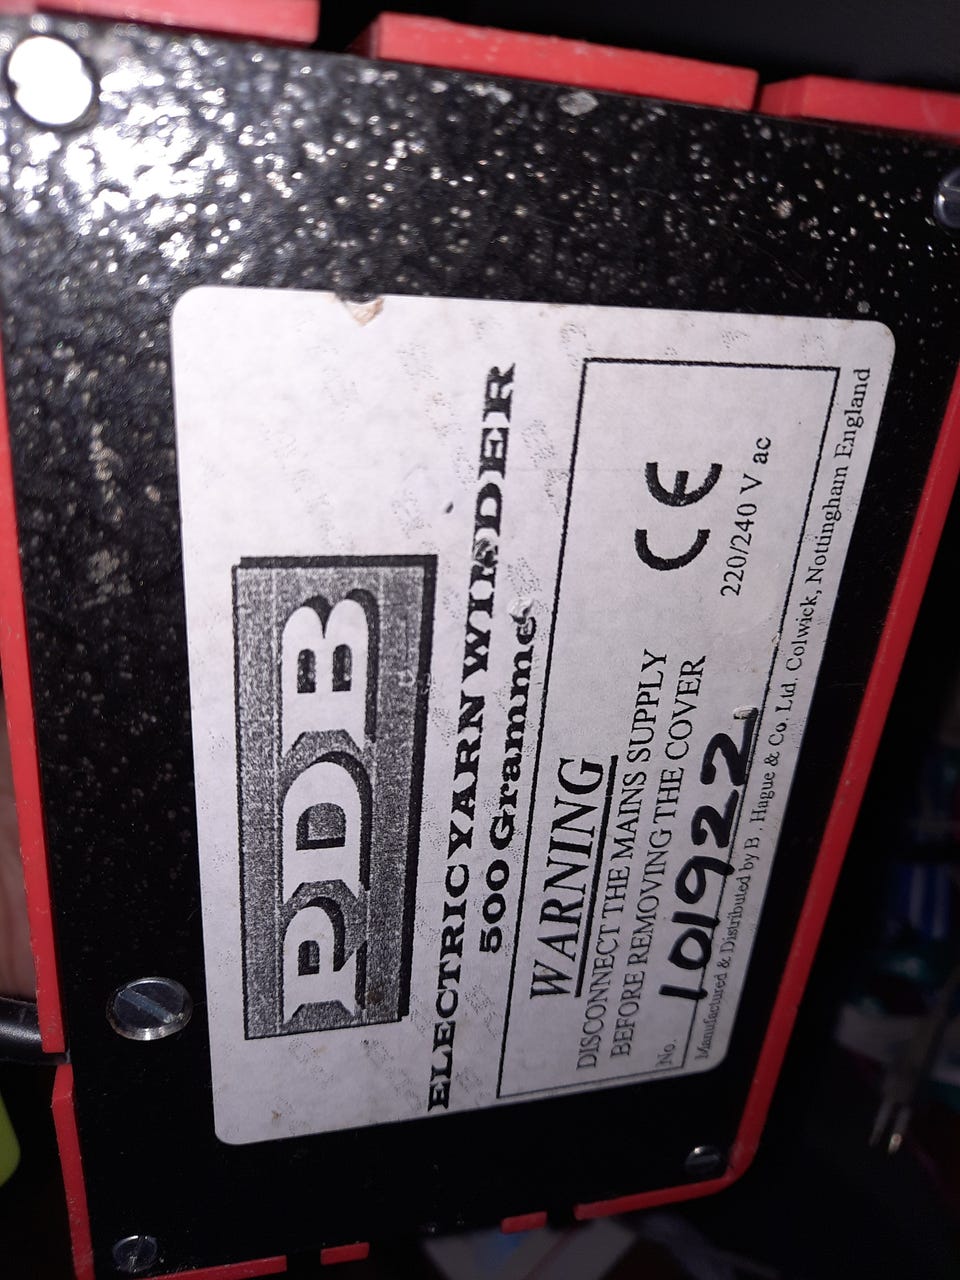 PDB
ELECTRIC YARN WINDER
500 Grammes
WARNING
DISCONNECT THE MAINS SUPPLY
BEFORE REMOVING THE COVER
CE
220/240 V ac
No. 101922
Manufactured & Distributed by B . Hague & Co. Ltd. Colwick, Nottingham England